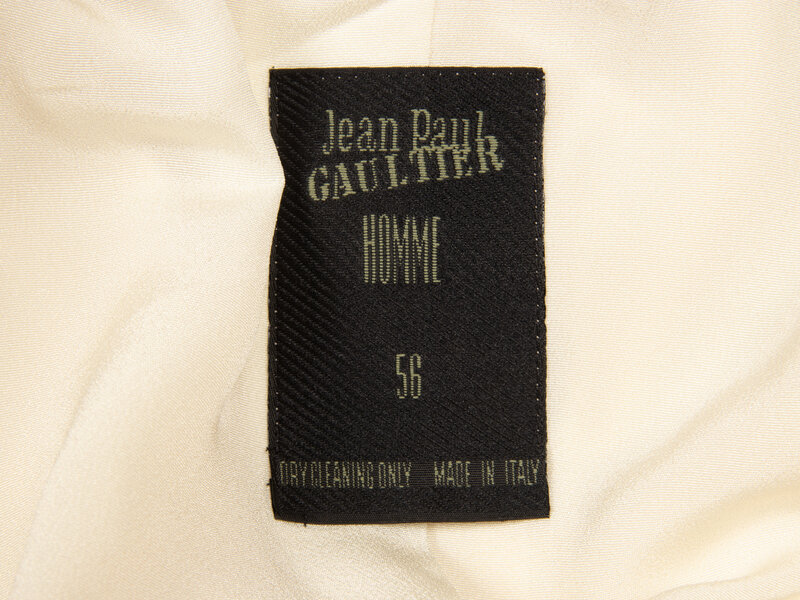 Jean Paul
GAULTIER
HOMME
56
DRY CLEANING ONLY MADE IN ITALY